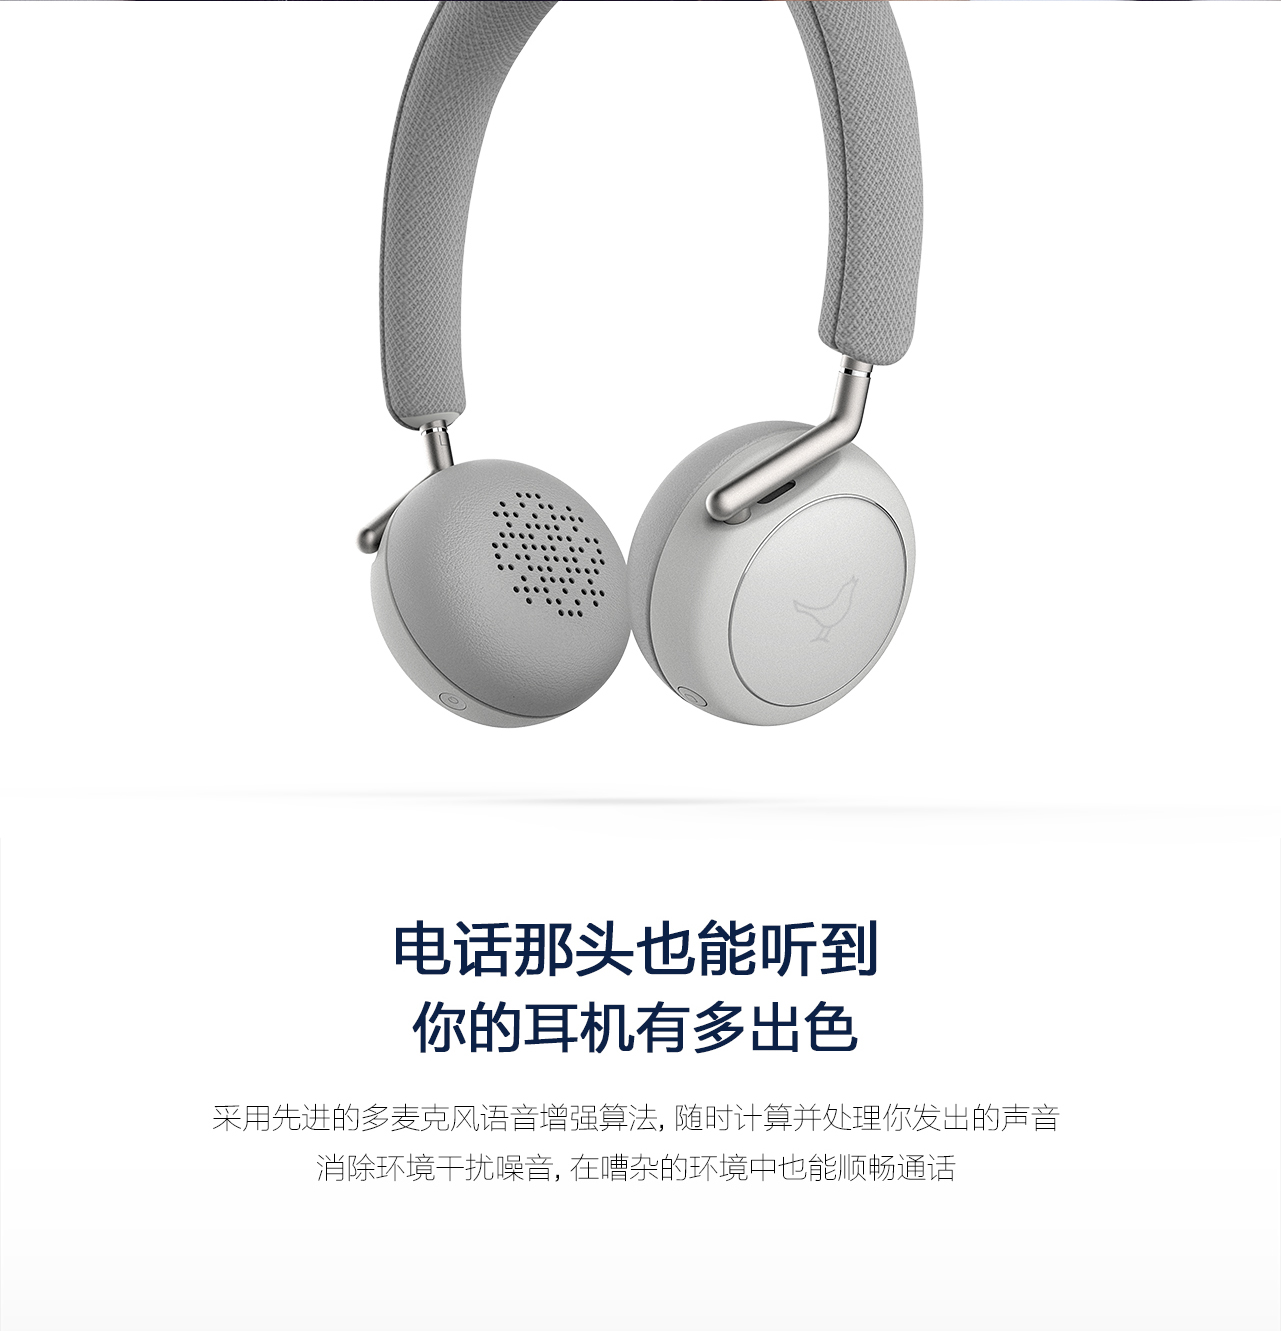 电话那头也能听到
你的耳机有多出色
采用先进的多麦克风语音增强算法, 随时计算并处理你发出的声音
消除环境干扰噪音, 在嘈杂的环境中也能顺畅通话